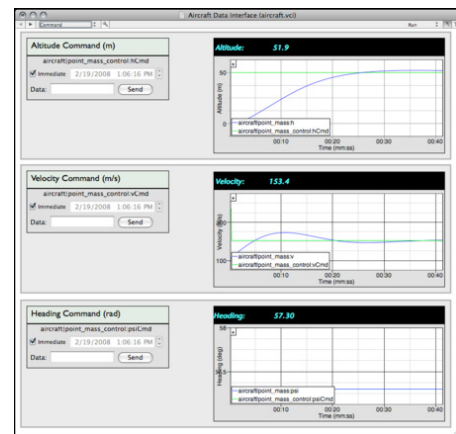 Aircraft Data Interface (aircraft.vci)
Command
Run
Altitude Command (m)
aircraft|point_mass_control:hCmd
Immediate 2/19/2008 1:06:16 PM
Data: Send
Altitude: 51.9
Altitude (m)
50
0
aircraft|point_mass:h
aircraft|point_mass_control:hCmd
00:10 00:20 00:30 00:40
Time (mm:ss)
Velocity Command (m/s)
aircraft|point_mass_control:vCmd
Immediate 2/19/2008 1:06:16 PM
Data: Send
Velocity: 153.4
Velocity (m/s)
200
100
aircraft|point_mass:v
aircraft|point_mass_control:vCmd
00:10 00:20 00:30 00:40
Time (mm:ss)
Heading Command (rad)
aircraft|point_mass_control:psiCmd
Immediate 2/19/2008 1:06:16 PM
Data: Send
Heading: 57.30
Heading (deg)
58
aircraft|point_mass:psi
aircraft|point_mass_control:psiCmd
00:10 00:20 00:30 00:40
Time (mm:ss)